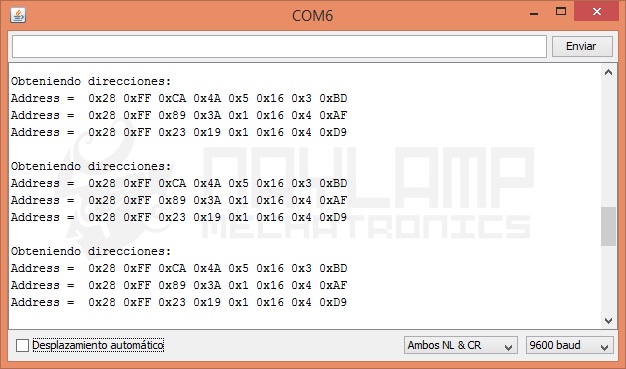 COM6
Enviar
Obteniendo direcciones:
Address =  0x28 0xFF 0xCA 0x4A 0x5 0x16 0x3 0xBD
Address =  0x28 0xFF 0x89 0x3A 0x1 0x16 0x4 0xAF
Address =  0x28 0xFF 0x23 0x19 0x1 0x16 0x4 0xD9
Obteniendo direcciones:
Address =  0x28 0xFF 0xCA 0x4A 0x5 0x16 0x3 0xBD
Address =  0x28 0xFF 0x89 0x3A 0x1 0x16 0x4 0xAF
Address =  0x28 0xFF 0x23 0x19 0x1 0x16 0x4 0xD9
Obteniendo direcciones:
Address =  0x28 0xFF 0xCA 0x4A 0x5 0x16 0x3 0xBD
Address =  0x28 0xFF 0x89 0x3A 0x1 0x16 0x4 0xAF
Address =  0x28 0xFF 0x23 0x19 0x1 0x16 0x4 0xD9
NAYLAMP
MECHATRONICS
Desplazamiento automático
Ambos NL & CR
9600 baud